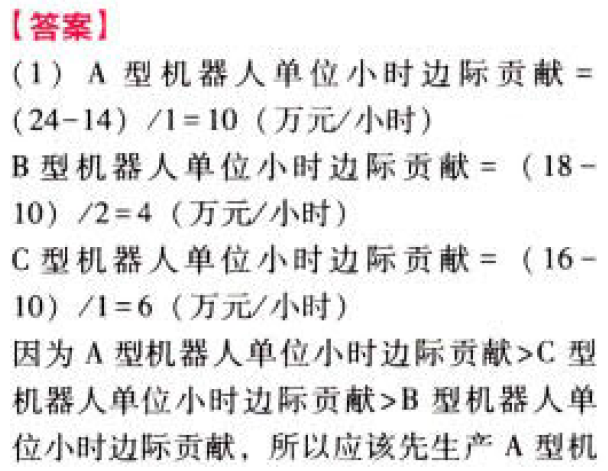 【答案】
(1) A 型机器人单位小时边际贡献=
(24-14) /1=10 (万元/小时)
B 型机器人单位小时边际贡献= (18-
10) /2=4 (万元/小时)
C 型机器人单位小时边际贡献= (16-
10) /1=6 (万元/小时)
因为 A 型机器人单位小时边际贡献>C 型
机器人单位小时边际贡献>B 型机器人单
位小时边际贡献，所以应该先生产 A 型机